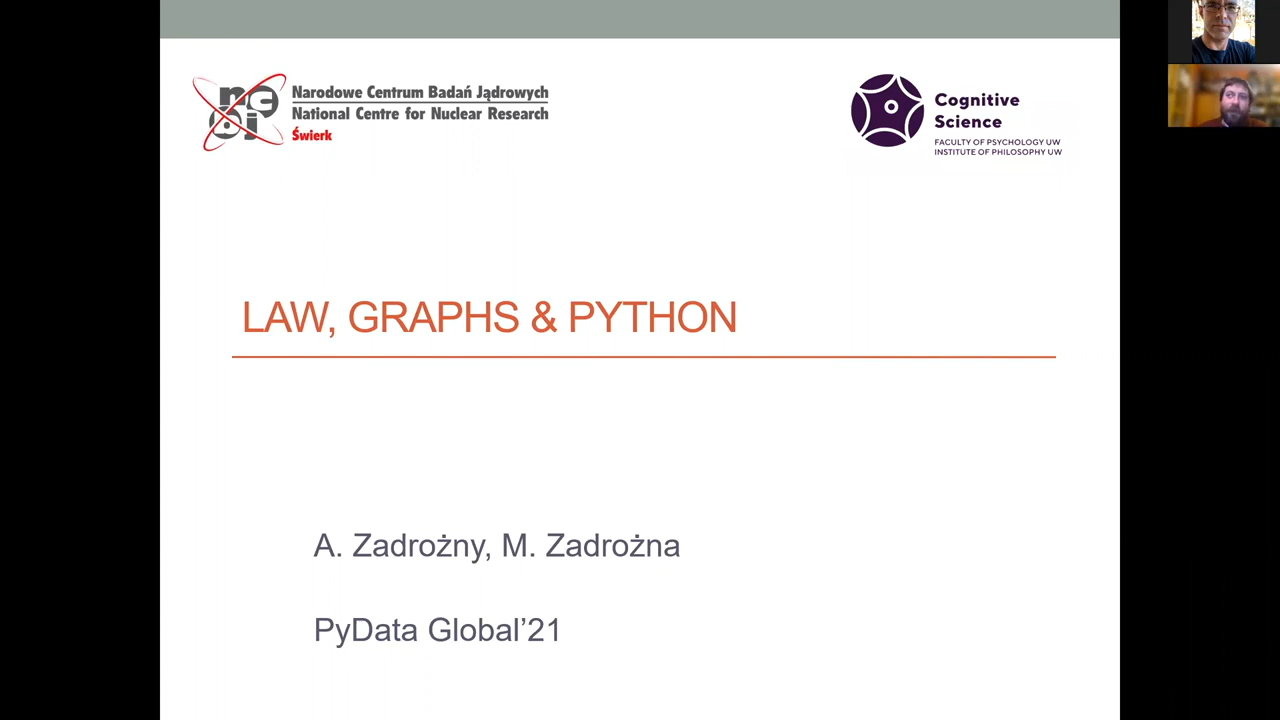 Narodowe Centrum Badań Jądrowych
National Centre for Nuclear Research
Świerk
Cognitive
Science
FACULTY OF PSYCHOLOGY UW
INSTITUTE OF PHILOSOPHY UW
LAW, GRAPHS & PYTHON
A. Zadrożny, M. Zadrożna
PyData Global’21